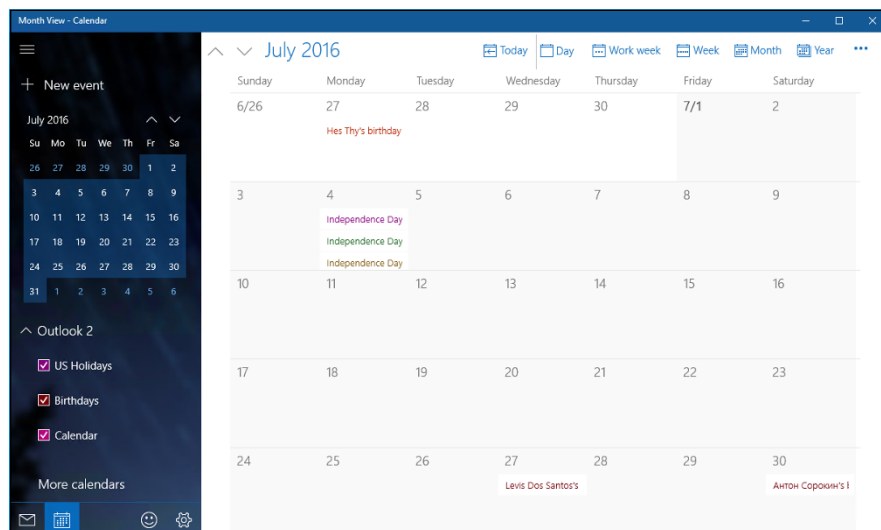 Month View - Calendar
New event
July 2016
Su Mo Tu We Th Fr Sa
26 27 28 29 30 1 2
3 4 5 6 7 8 9
10 11 12 13 14 15 16
17 18 19 20 21 22 23
24 25 26 27 28 29 30
31 1 2 3 4 5 6
Outlook 2
US Holidays
Birthdays
Calendar
More calendars
July 2016 Today Day Work week Week Month Year
Sunday Monday Tuesday Wednesday Thursday Friday Saturday
6/26 27 28 29 30 7/1 2
Hes Thy's birthday
3 4 5 6 7 8 9
Independence Day
Independence Day
Independence Day
10 11 12 13 14 15 16
17 18 19 20 21 22 23
24 25 26 27 28 29 30
Levis Dos Santos's Антон Сорокин's